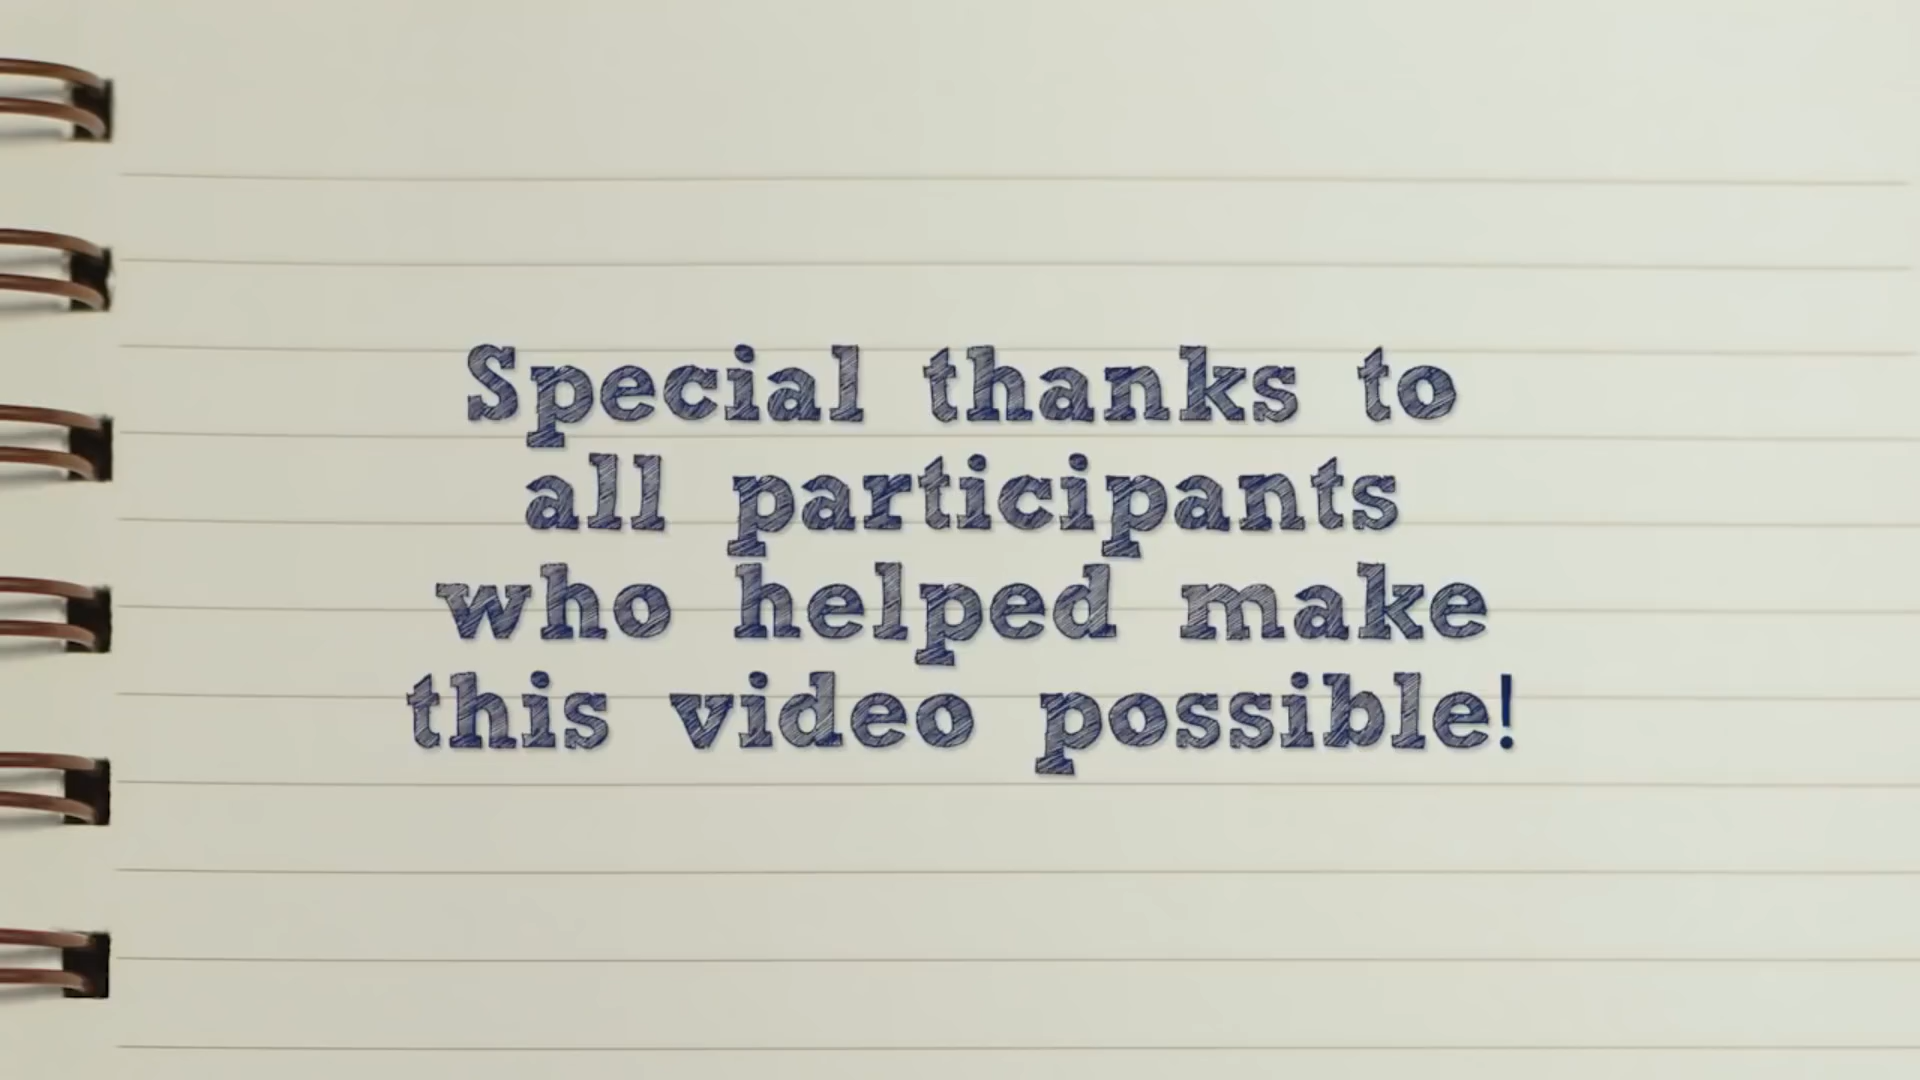 Special thanks to
all participants
who helped make
this video possible!